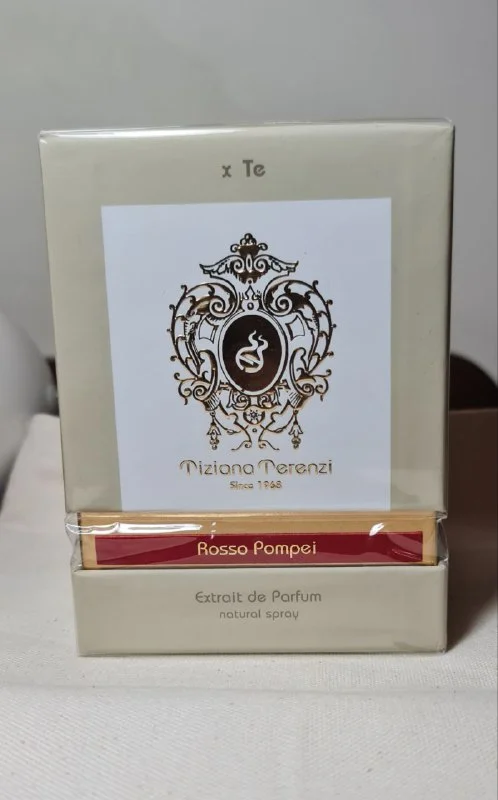 x Te
Tiziana Terenzi
Since 1968
Rosso Pompei
Extrait de Parfum
natural spray